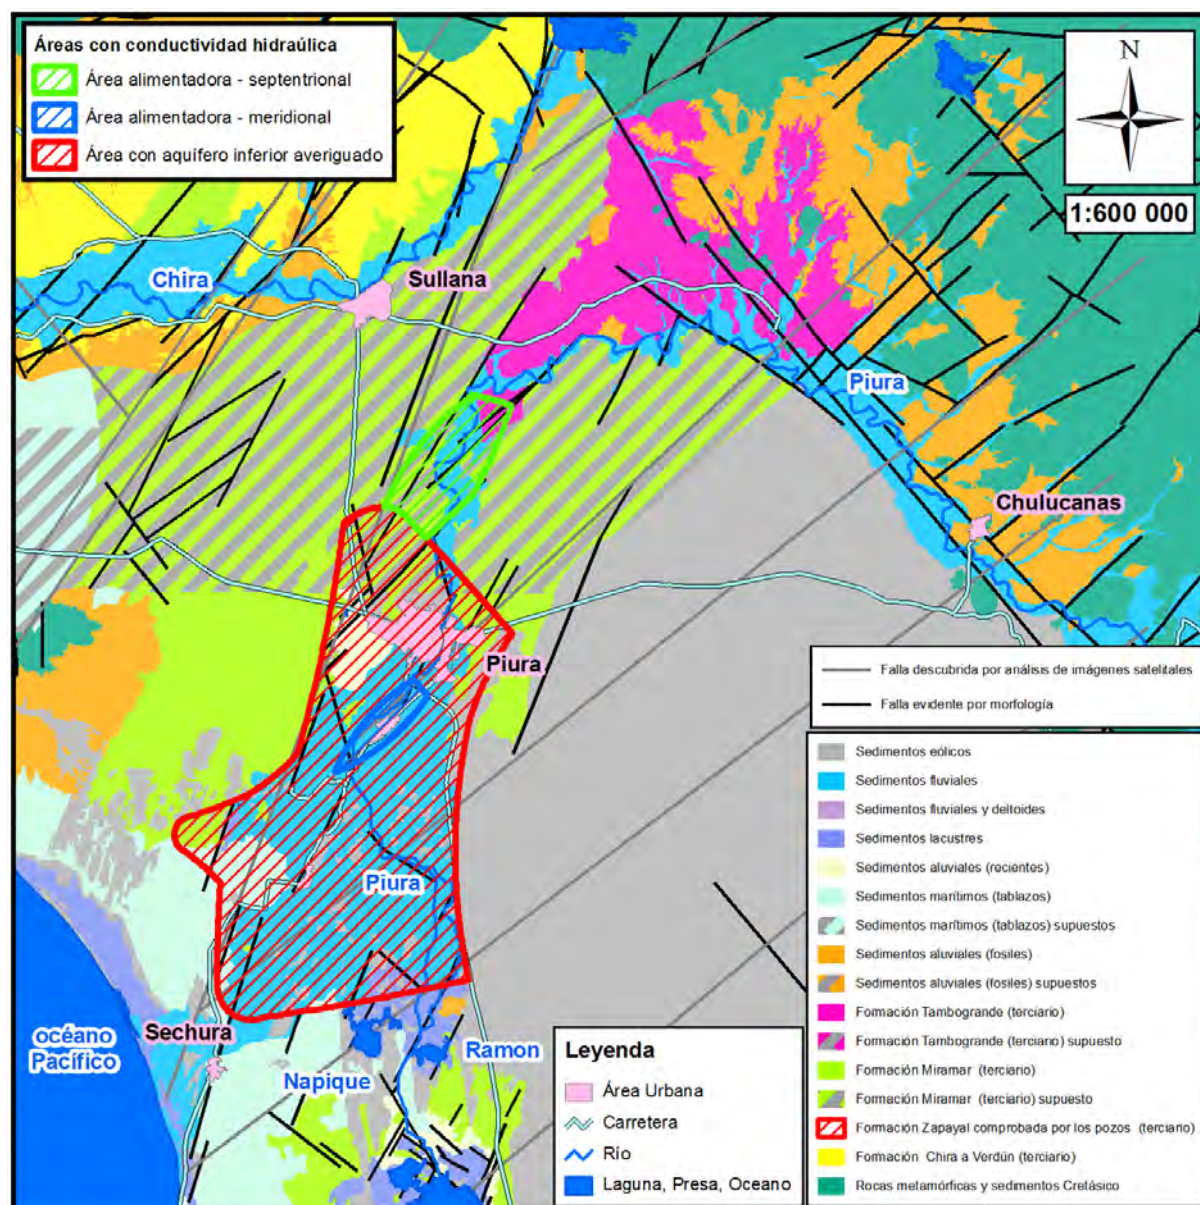 Áreas con conductividad hidraúlica
Área alimentadora - septentrional
Área alimentadora - meridional
Área con aquífero inferior averiguado
N
1:600 000
Chira
Sullana
Piura
Chulucanas
Piura
Piura
Sechura
océano
Pacífico
Napique
Ramon
Falla descubrida por análisis de imágenes satelitales
Falla evidente por morfología
Sedimentos eólicos
Sedimentos fluviales
Sedimentos fluviales y deltoides
Sedimentos lacustres
Sedimentos aluviales (recientes)
Sedimentos marítimos (tablazos)
Sedimentos marítimos (tablazos) supuestos
Sedimentos aluviales (fosiles)
Sedimentos aluviales (fosiles) supuestos
Formación Tambogrande (terciario)
Formación Tambogrande (terciario) supuesto
Formación Miramar (terciario)
Formación Miramar (terciario) supuesto
Formación Zapayal comprobada por los pozos (terciario)
Formación Chira a Verdún (terciario)
Rocas metamórficas y sedimentos Cretásico
Leyenda
Área Urbana
Carretera
Río
Laguna, Presa, Oceano